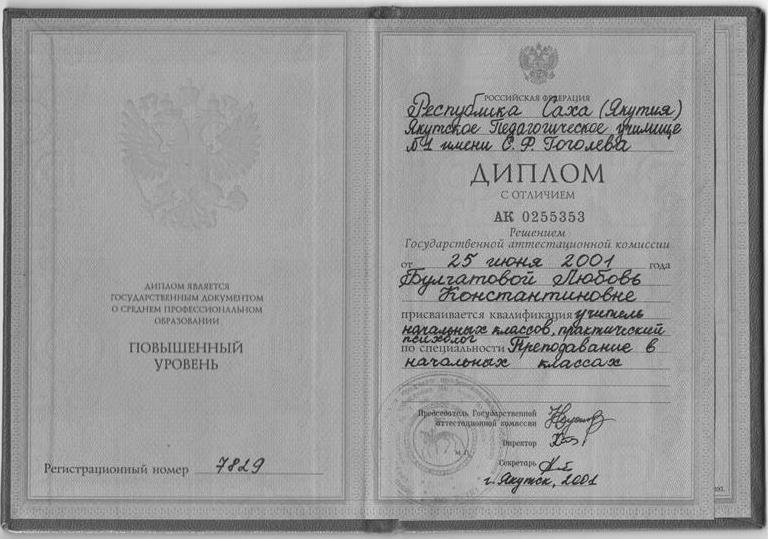 ДИПЛОМ ЯВЛЯЕТСЯ
ГОСУДАРСТВЕННЫМ ДОКУМЕНТОМ
О СРЕДНЕМ ПРОФЕССИОНАЛЬНОМ
ОБРАЗОВАНИИ
ПОВЫШЕННЫЙ
УРОВЕНЬ
Регистрационный номер 7829
РОССИЙСКАЯ ФЕДЕРАЦИЯ
Республика Саха (Якутия)
Якутское Педагогическое училище
№1 имени С. Ф. Гоголева
ДИПЛОМ
С ОТЛИЧИЕМ
АК 0255353
Решением
Государственной аттестационной комиссии
от 25 июня 2001 года
Булгатовой Любовь
Константиновне
присваивается квалификация учитель
начальных классов, практический
психолог
по специальности Преподавание в
начальных классах
Председатель Государственной
аттестационной комиссии
Директор
М.П.
Секретарь
г. Якутск, 2001